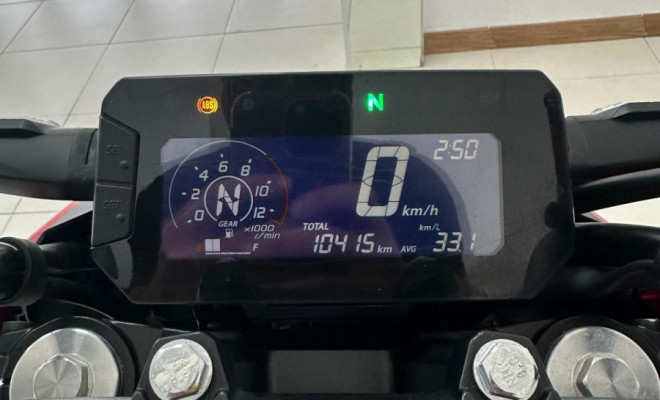 ABS
N
SEL
SET
2:50
0 km/h
6
4 8
2 10
0 12
N
GEAR
x1000
r/min
F
TOTAL
10415 km
km/L
AVG 33.1